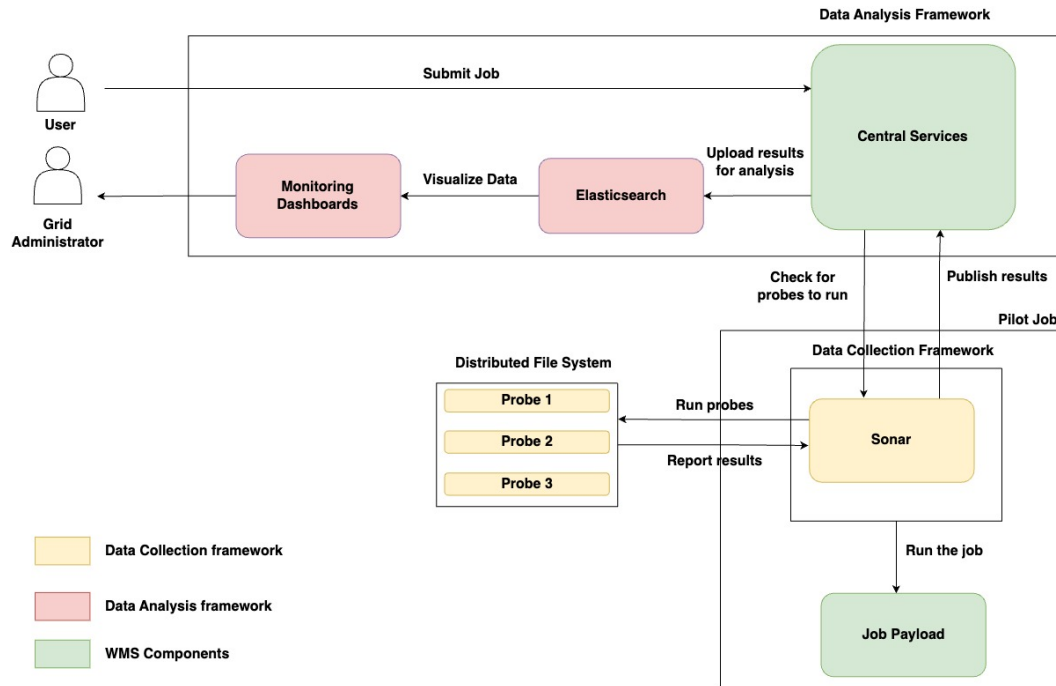 Data Analysis Framework
Submit Job
User
Central Services
Upload results
for analysis
Monitoring
Dashboards
Visualize Data
Elasticsearch
Grid
Administrator
Check for
probes to run
Publish results
Pilot Job
Distributed File System
Data Collection Framework
Probe 1
Run probes
Probe 2
Sonar
Report results
Probe 3
Data Collection framework
Run the job
Data Analysis framework
Job Payload
WMS Components